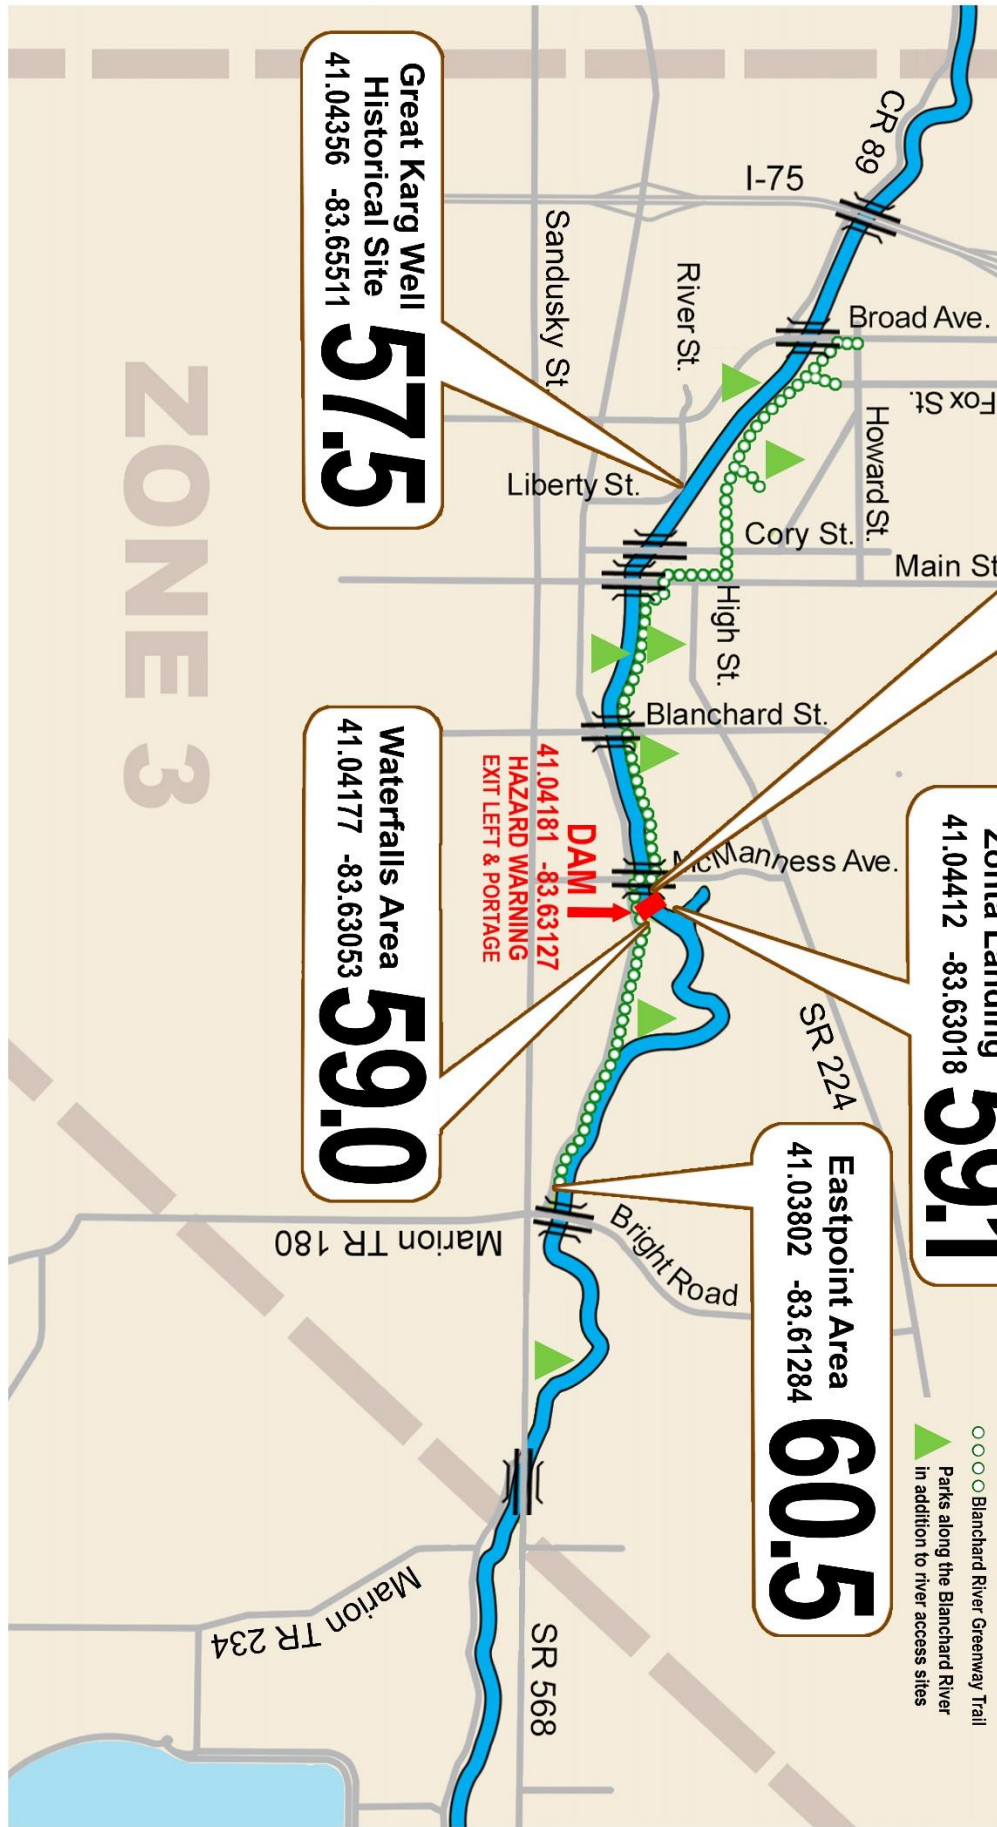 CR 89
I-75
Broad Ave.
Fox St.
Howard St.
River St.
Sandusky St.
Liberty St.
Cory St.
Main St
High St.
Blanchard St.
McManness Ave.
SR 224
Great Karg Well
Historical Site
41.04356 -83.65511
57.5
ZONE 3
DAM
41.04181 -83.63127
HAZARD WARNING
EXIT LEFT & PORTAGE
Waterfalls Area
41.04177 -83.63053
59.0
Zonta Landing
41.04412 -83.63018
59.1
Eastpoint Area
41.03802 -83.61284
60.5
Bright Road
Marion TR 180
Marion TR 234
SR 568
Blanchard River Greenway Trail
Parks along the Blanchard River
in addition to river access sites